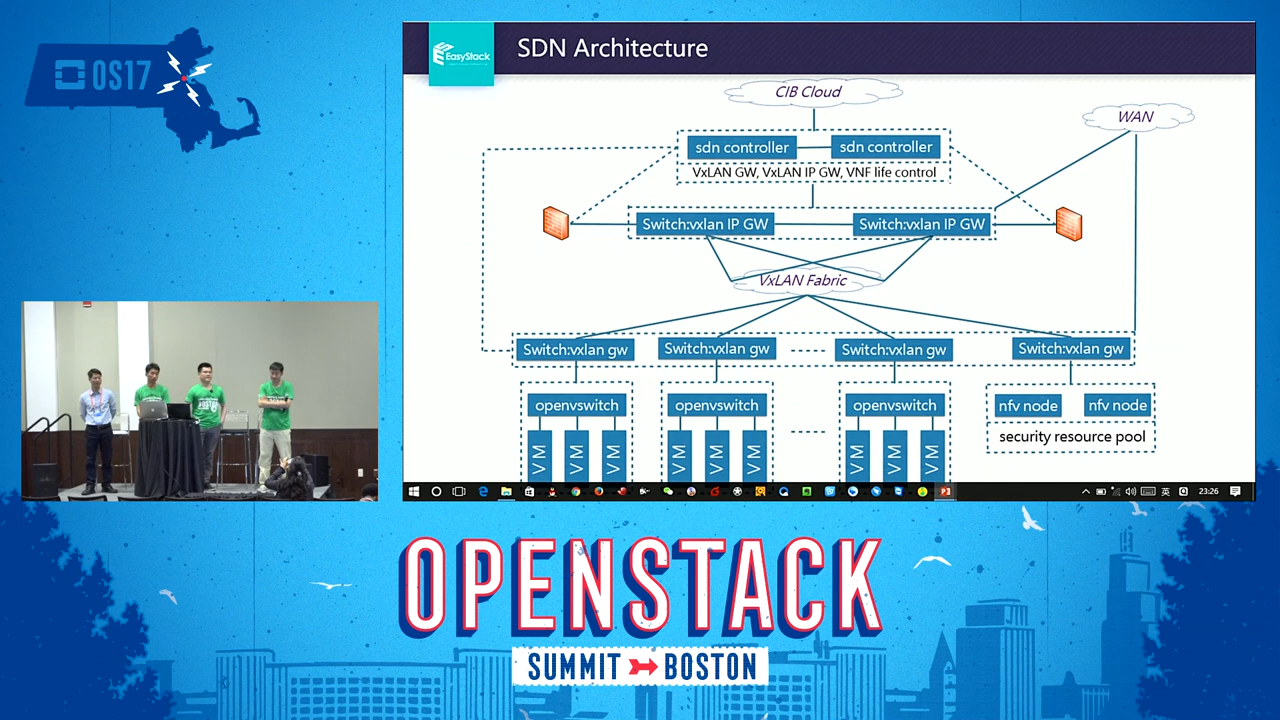 OS17
EasyStack
SDN Architecture
CIB Cloud
WAN
sdn controller
sdn controller
VxLAN GW, VxLAN IP GW, VNF life control
Switch:vxlan IP GW
Switch:vxlan IP GW
VxLAN Fabric
Switch:vxlan gw
Switch:vxlan gw
Switch:vxlan gw
Switch:vxlan gw
openvswitch
openvswitch
openvswitch
nfv node
nfv node
security resource pool
VM
VM
VM
VM
VM
VM
VM
VM
VM
英
23:26
OPENSTACK
SUMMIT BOSTON